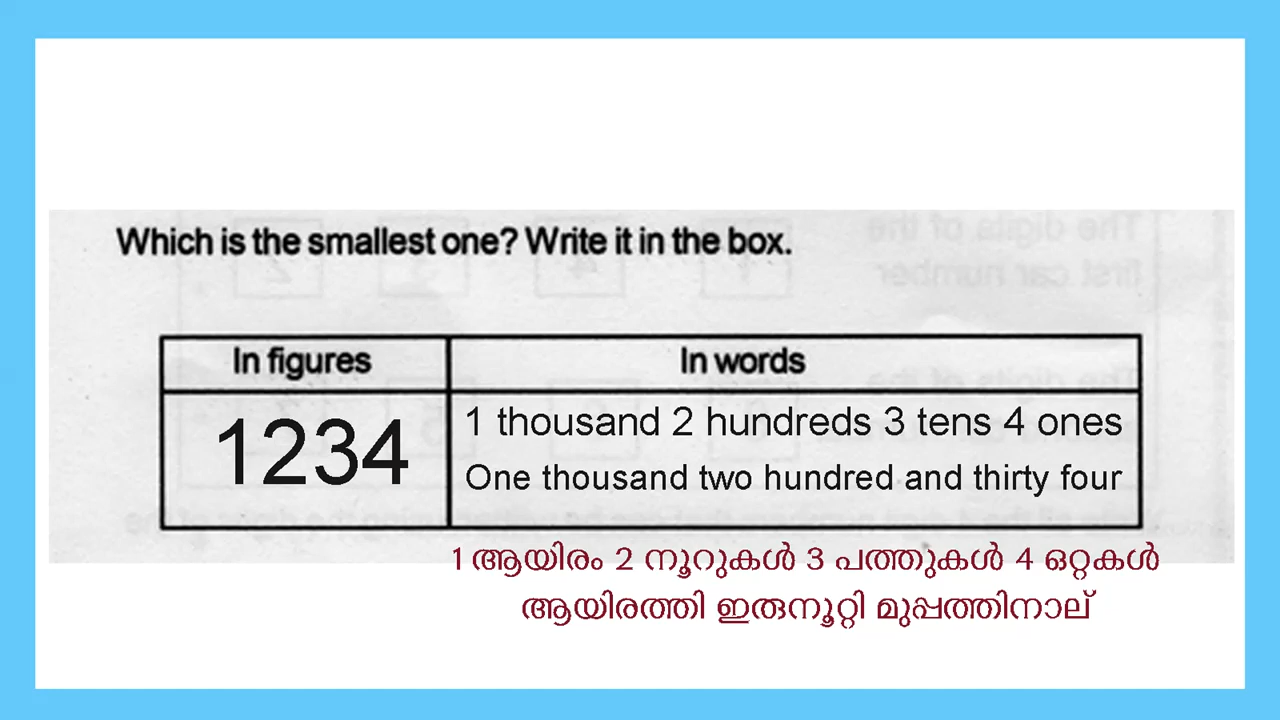 Which is the smallest one? Write it in the box.
In figures In words
1234
1 thousand 2 hundreds 3 tens 4 ones
One thousand two hundred and thirty four
1 ആയിരം 2 നൂറുകൾ 3 പത്തുകൾ 4 ഒറ്റകൾ
ആയിരത്തി ഇരുനൂറ്റി മുപ്പത്തിനാല്